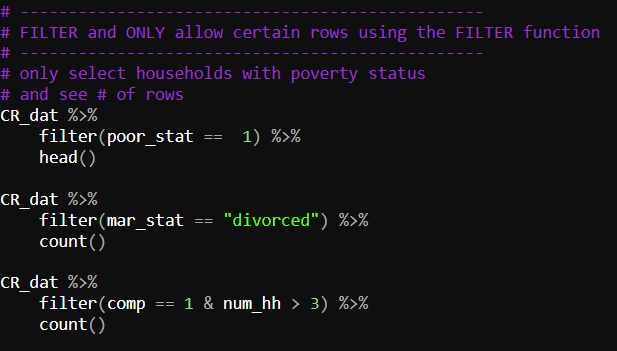 # ------------------------------------------------
# FILTER and ONLY allow certain rows using the FILTER function
# ------------------------------------------------
# only select households with poverty status
# and see # of rows
CR_dat %>%
    filter(poor_stat ==  1) %>%
    head()

CR_dat %>%
    filter(mar_stat == "divorced") %>%
    count()

CR_dat %>%
    filter(comp == 1 & num_hh > 3) %>%
    count()